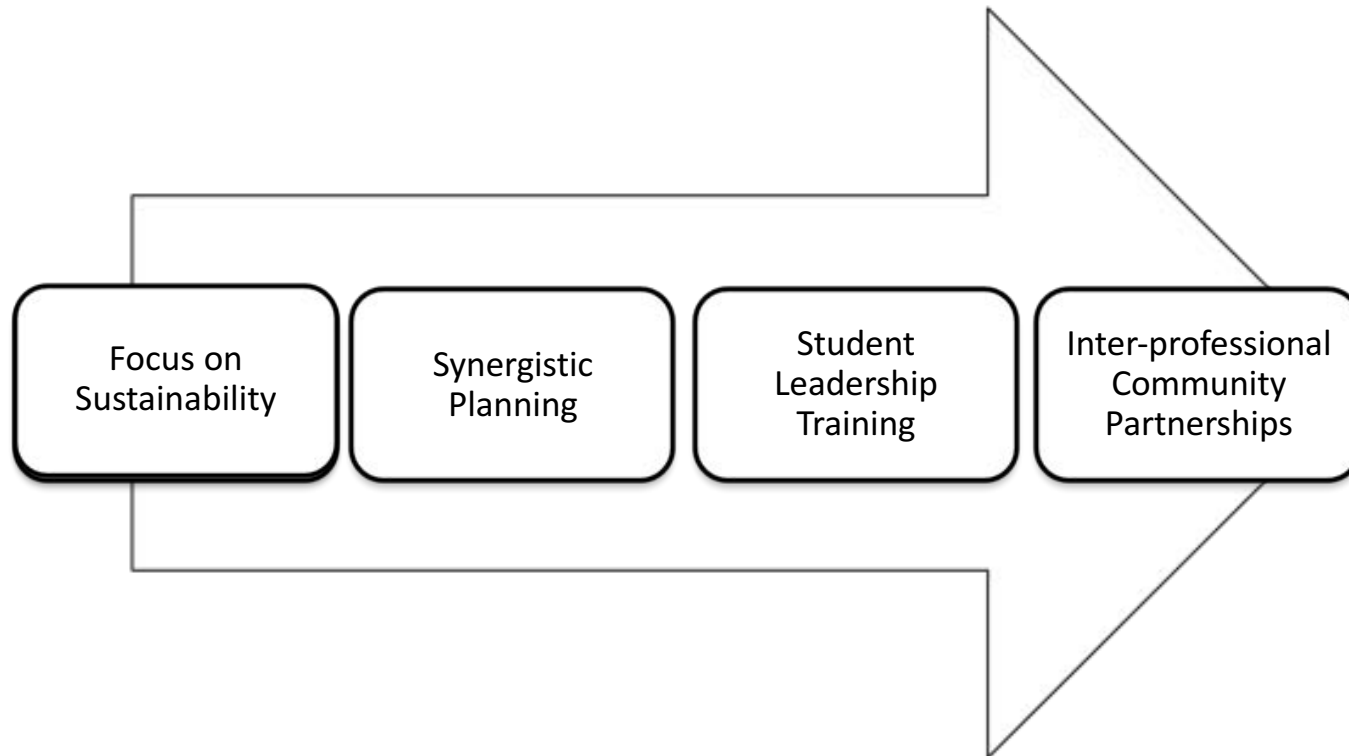 Focus on
Sustainability
Synergistic
Planning
Student
Leadership
Training
Inter-professional
Community
Partnerships